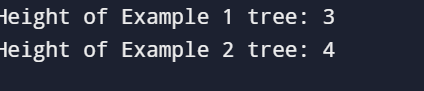 Height of Example 1 tree: 3
Height of Example 2 tree: 4